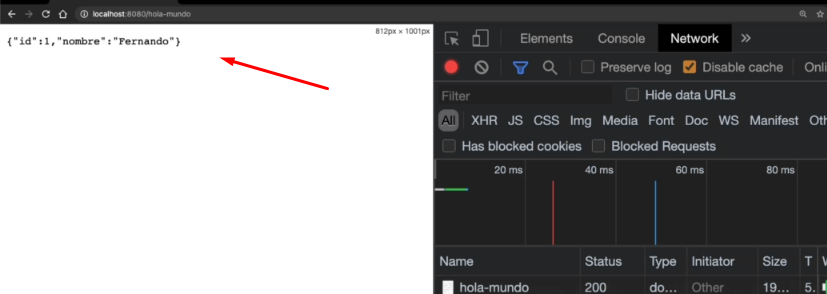 localhost:8080/hola-mundo
812px × 1001px
{"id":1,"nombre":"Fernando"}
Elements Console Network »
Preserve log Disable cache Onli
Filter Hide data URLs
All XHR JS CSS Img Media Font Doc WS Manifest Oth
Has blocked cookies Blocked Requests
20 ms 40 ms 60 ms 80 ms
Name Status Type Initiator Size T W
hola-mundo 200 do... Other 19... 5.